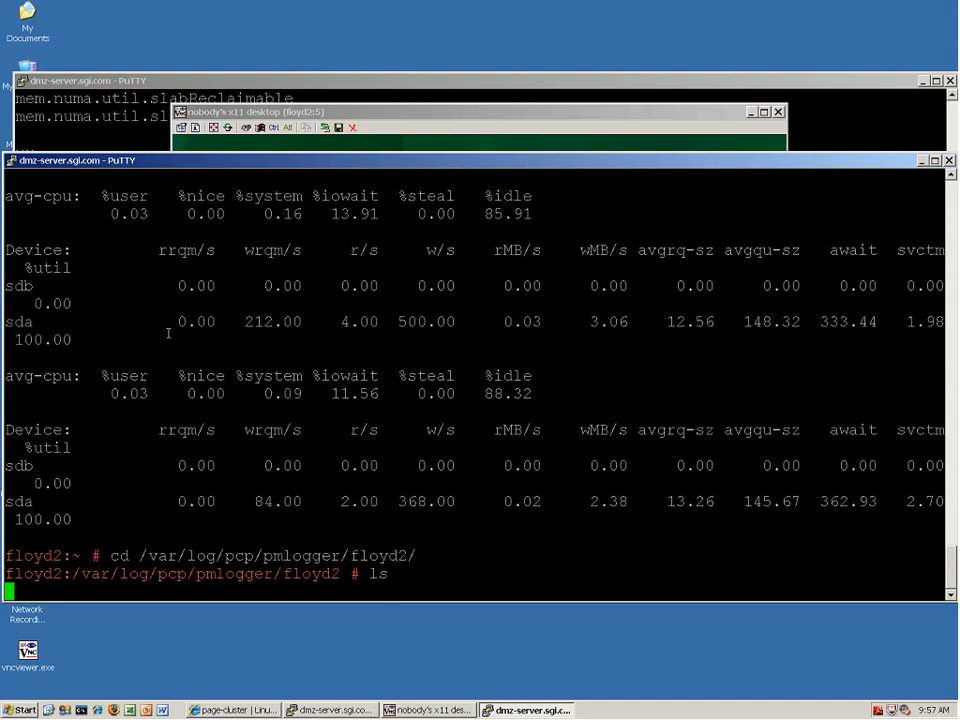 My
Documents
dmz-server.sgi.com - PuTTY
mem.numa.util.slabReclaimable
mem.numa.util.sl
nobody's x11 desktop (floyd2:5)
Ctrl Alt
dmz-server.sgi.com - PuTTY
avg-cpu: %user %nice %system %iowait %steal %idle
0.03 0.00 0.16 13.91 0.00 85.91
Device: rrqm/s wrqm/s r/s w/s rMB/s wMB/s avgrq-sz avgqu-sz await svctm
%util
sdb 0.00 0.00 0.00 0.00 0.00 0.00 0.00 0.00 0.00 0.00
0.00
sda 0.00 212.00 4.00 500.00 0.03 3.06 12.56 148.32 333.44 1.98
100.00
avg-cpu: %user %nice %system %iowait %steal %idle
0.03 0.00 0.09 11.56 0.00 88.32
Device: rrqm/s wrqm/s r/s w/s rMB/s wMB/s avgrq-sz avgqu-sz await svctm
%util
sdb 0.00 0.00 0.00 0.00 0.00 0.00 0.00 0.00 0.00 0.00
0.00
sda 0.00 84.00 2.00 368.00 0.02 2.38 13.26 145.67 362.93 2.70
100.00
floyd2:~ # cd /var/log/pcp/pmlogger/floyd2/
floyd2:/var/log/pcp/pmlogger/floyd2 # ls
Network
Recordi...
VNC
vncviewer.exe
Start page-cluster | Linu... dmz-server.sgi.co... nobody's x11 des... dmz-server.sgi.c... 9:57 AM